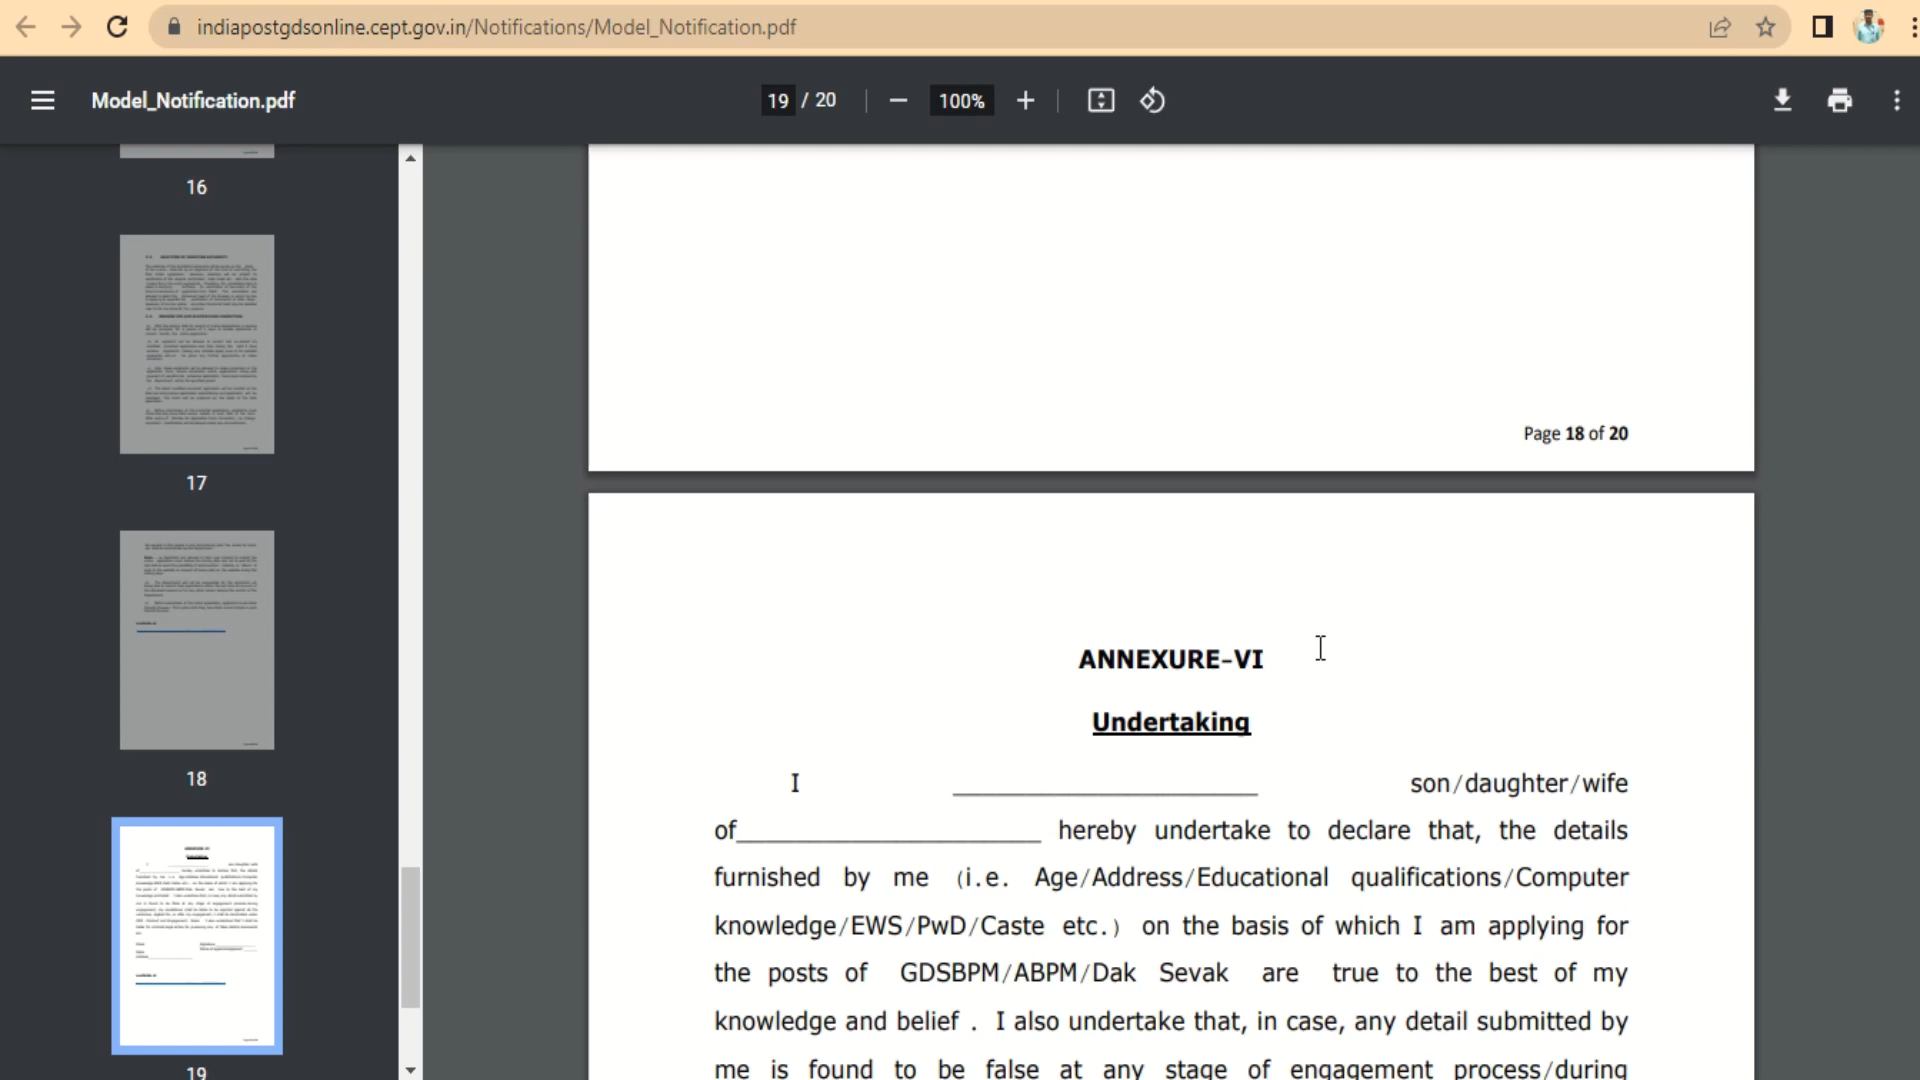 indiapostgdsonline.cept.gov.in/Notifications/Model_Notification.pdf
Model_Notification.pdf
19 / 20
100%
16
17
18
19
Page 18 of 20
ANNEXURE-VI
Undertaking
I ______________________ son/daughter/wife
of______________________ hereby undertake to declare that, the details
furnished by me (i.e. Age/Address/Educational qualifications/Computer
knowledge/EWS/PwD/Caste etc.) on the basis of which I am applying for
the posts of GDSBPM/ABPM/Dak Sevak are true to the best of my
knowledge and belief . I also undertake that, in case, any detail submitted by
me is found to be false at any stage of engagement process/during